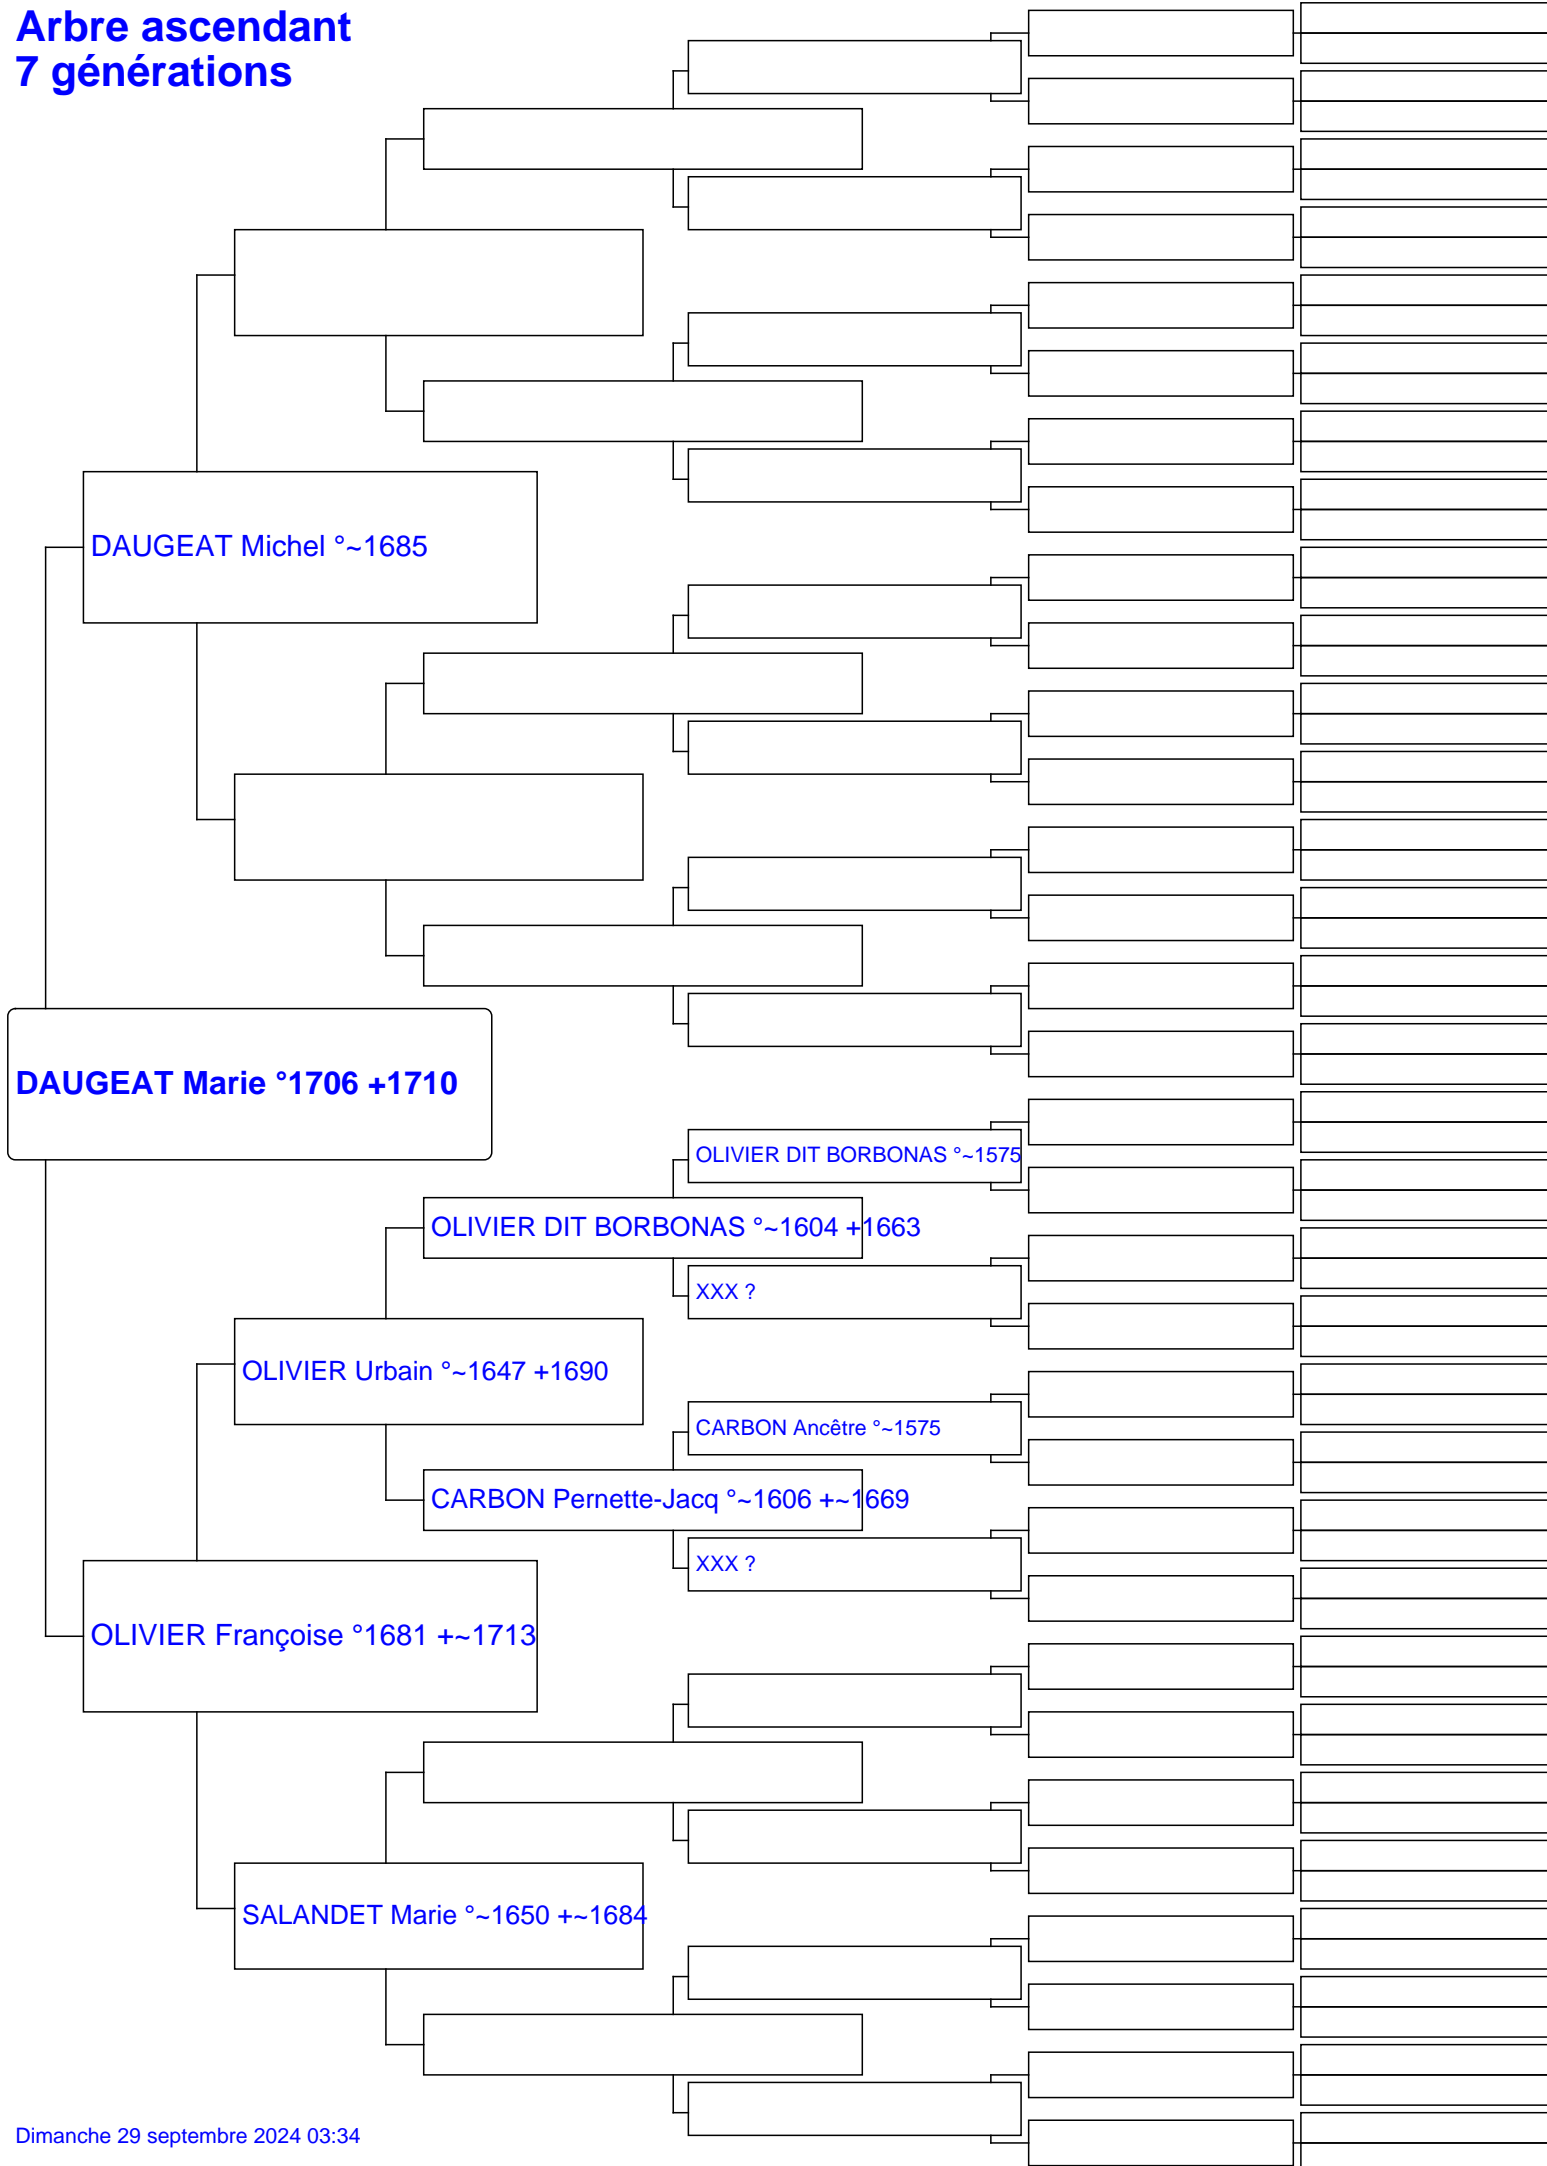 Arbre ascendant
7 générations
DAUGEAT Michel °~1685
DAUGEAT Marie °1706 +1710
OLIVIER DIT BORBONAS °~1575
OLIVIER DIT BORBONAS °~1604 +1663
XXX ?
OLIVIER Urbain °~1647 +1690
CARBON Ancêtre °~1575
CARBON Pernette-Jacq °~1606 +~1669
XXX ?
OLIVIER Françoise °1681 +~1713
SALANDET Marie °~1650 +~1684
Dimanche 29 septembre 2024 03:34